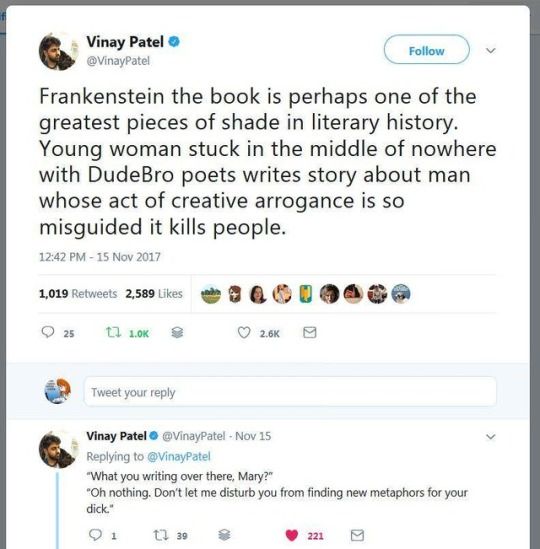 Vinay Patel
@VinayPatel
Follow
Frankenstein the book is perhaps one of the
greatest pieces of shade in literary history.
Young woman stuck in the middle of nowhere
with DudeBro poets writes story about man
whose act of creative arrogance is so
misguided it kills people.
12:42 PM - 15 Nov 2017
1,019 Retweets 2,589 Likes
25 1.0K 2.6K
Tweet your reply
Vinay Patel @VinayPatel · Nov 15
Replying to @VinayPatel
"What you writing over there, Mary?"
"Oh nothing. Don't let me disturb you from finding new metaphors for your
dick."
1 39 221